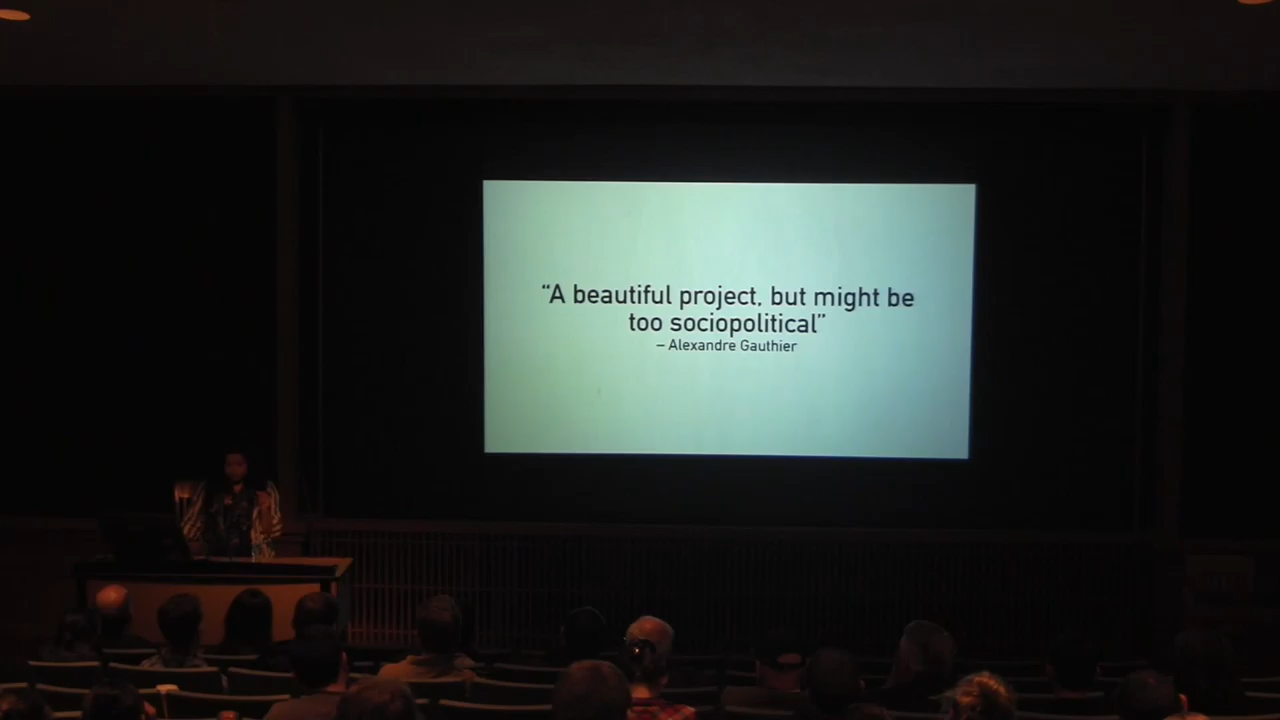 “A beautiful project, but might be
too sociopolitical”
– Alexandre Gauthier